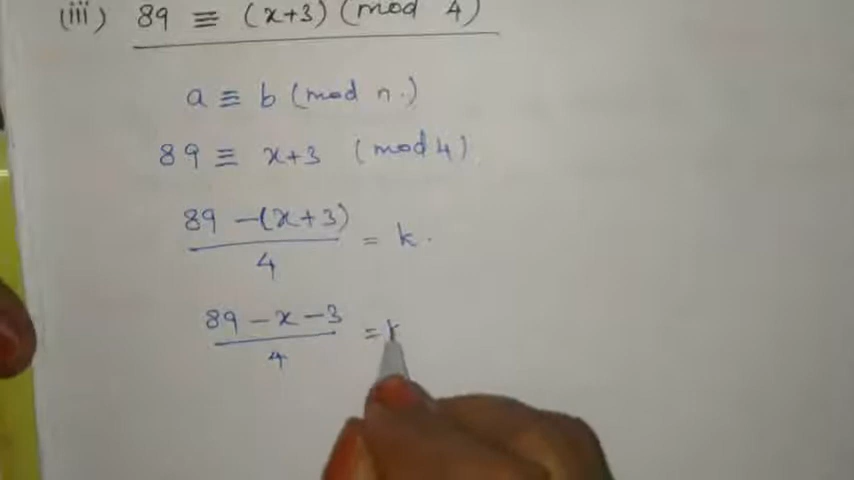 (iii) 89 ≡ (x+3) (mod 4)
a ≡ b (mod n.)
89 ≡ x+3 (mod 4)
89 -(x+3)
4
= k.
89 - x - 3
4
= k